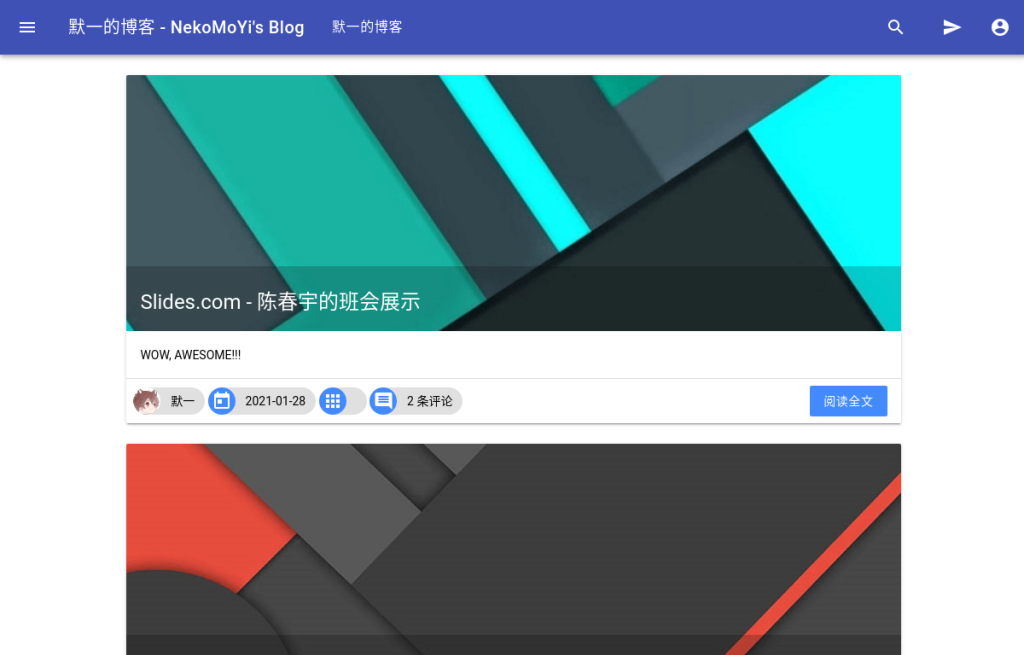 默一的博客 - NekoMoYi's Blog 默一的博客
Slides.com - 陈春宇的班会展示
WOW, AWESOME!!!
默一 2021-01-28 2 条评论 阅读全文